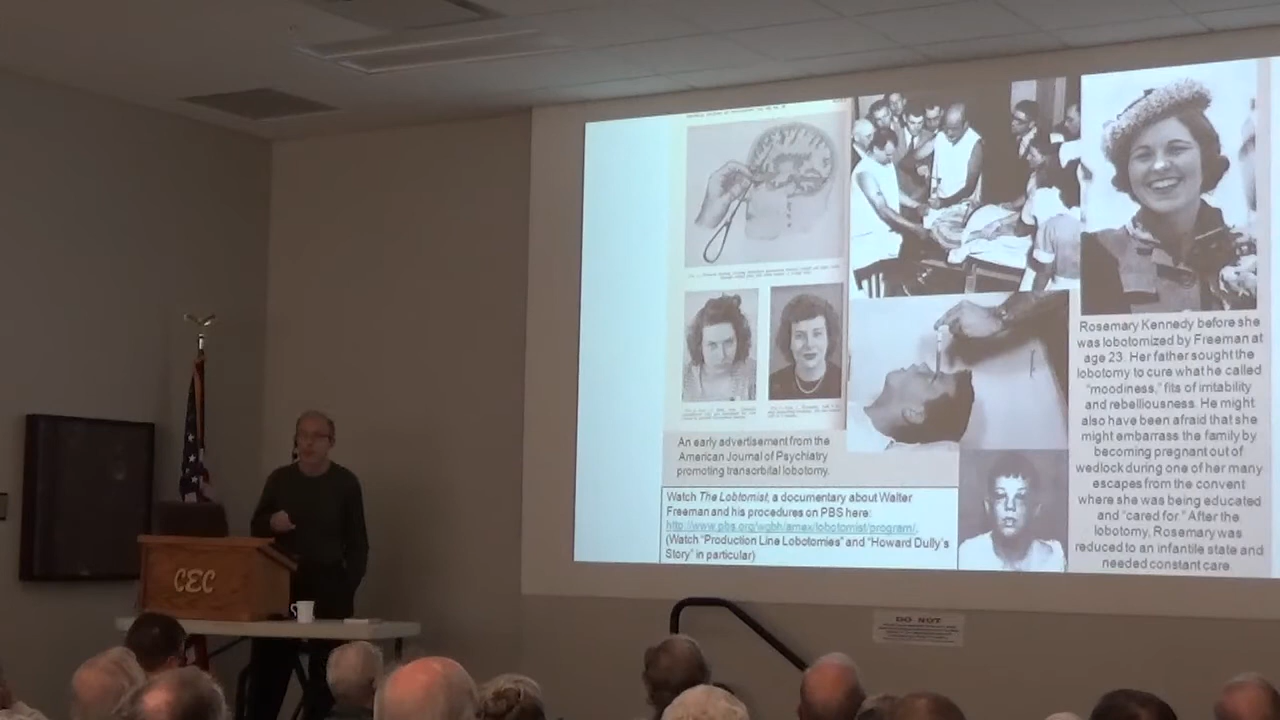 An early advertisement from the
American Journal of Psychiatry
promoting transorbital lobotomy.
Watch The Lobtomist, a documentary about Walter
Freeman and his procedures on PBS here:
http://www.pbs.org/wgbh/amex/lobotomist/program/.
(Watch "Production Line Lobotomies" and "Howard Dully's
Story" in particular)
Rosemary Kennedy before she
was lobotomized by Freeman at
age 23. Her father sought the
lobotomy to cure what he called
"moodiness," fits of irritability
and rebelliousness. He might
also have been afraid that she
might embarrass the family by
becoming pregnant out of
wedlock during one of her many
escapes from the convent
where she was being educated
and "cared for." After the
lobotomy, Rosemary was
reduced to an infantile state and
needed constant care.
CEC
DO NOT